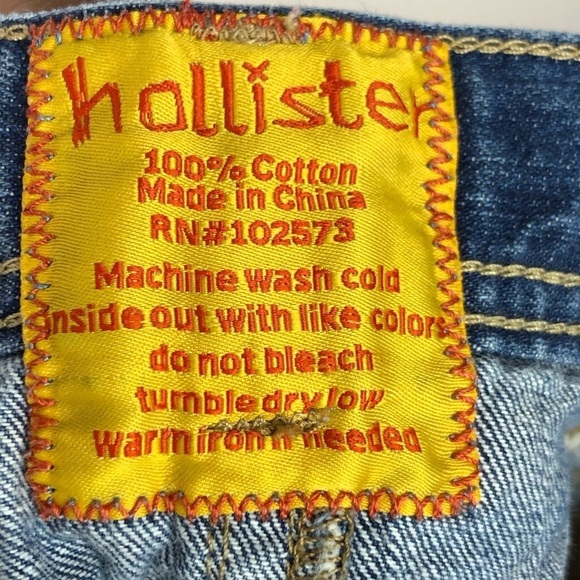 hollister
100% Cotton
Made in China
RN#102573
Machine wash cold
inside out with like colors
do not bleach
tumble dry low
warm iron if needed